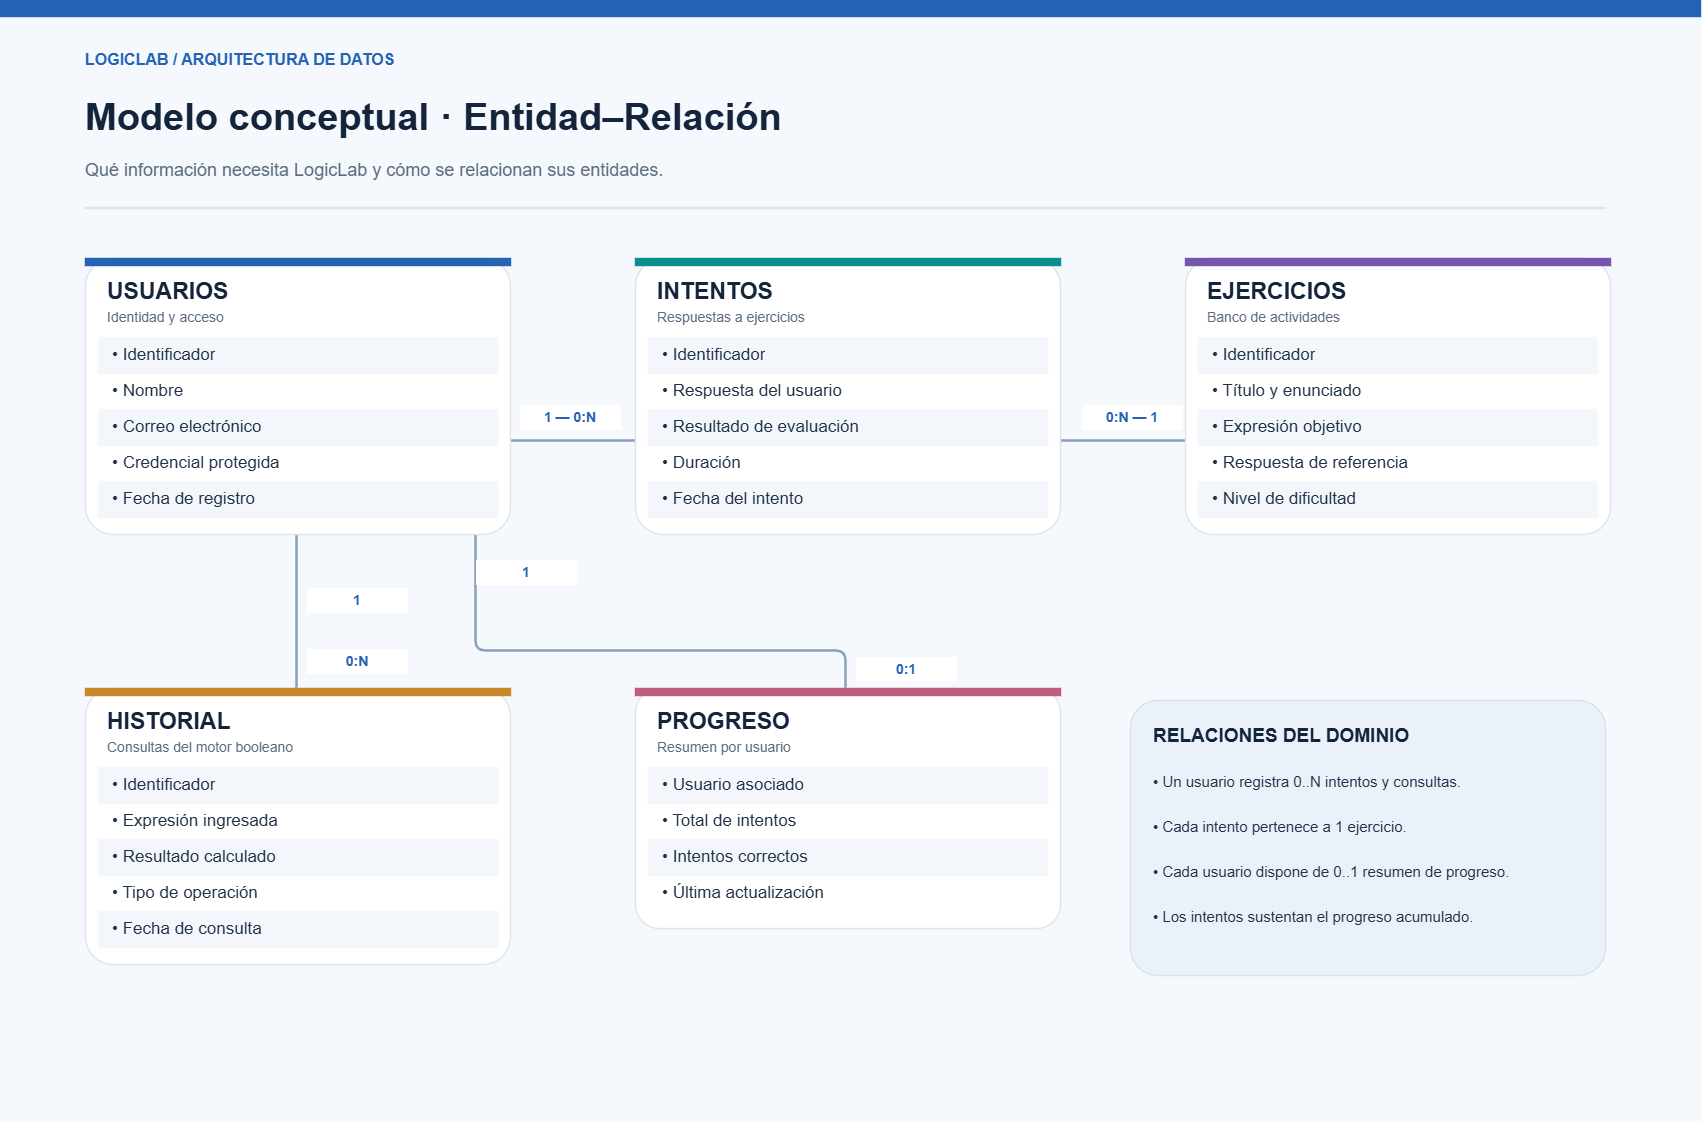 LOGICLAB / ARQUITECTURA DE DATOS
Modelo conceptual · Entidad–Relación
Qué información necesita LogicLab y cómo se relacionan sus entidades.
USUARIOS
Identidad y acceso
• Identificador
• Nombre
• Correo electrónico
• Credencial protegida
• Fecha de registro
1 — 0:N
INTENTOS
Respuestas a ejercicios
• Identificador
• Respuesta del usuario
• Resultado de evaluación
• Duración
• Fecha del intento
0:N — 1
EJERCICIOS
Banco de actividades
• Identificador
• Título y enunciado
• Expresión objetivo
• Respuesta de referencia
• Nivel de dificultad
1
1
0:N
0:1
HISTORIAL
Consultas del motor booleano
• Identificador
• Expresión ingresada
• Resultado calculado
• Tipo de operación
• Fecha de consulta
PROGRESO
Resumen por usuario
• Usuario asociado
• Total de intentos
• Intentos correctos
• Última actualización
RELACIONES DEL DOMINIO
• Un usuario registra 0..N intentos y consultas.
• Cada intento pertenece a 1 ejercicio.
• Cada usuario dispone de 0..1 resumen de progreso.
• Los intentos sustentan el progreso acumulado.